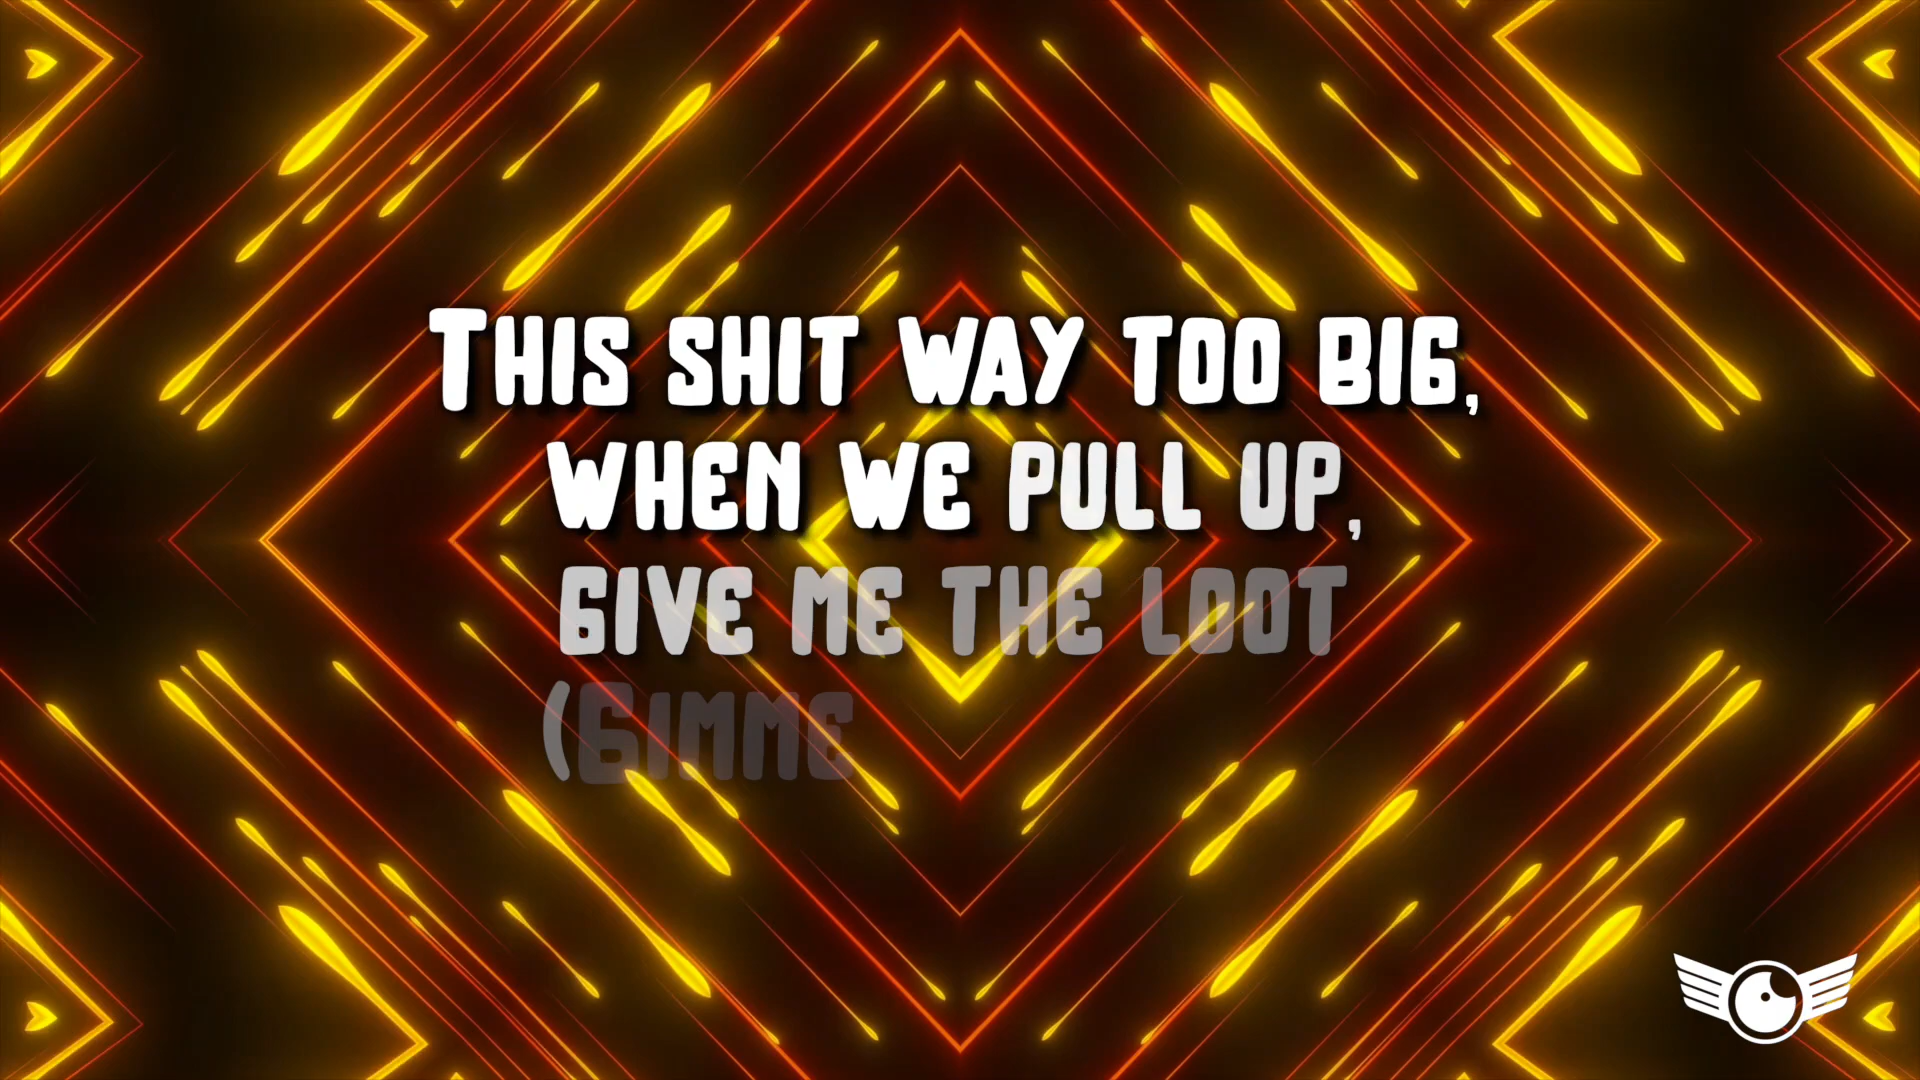 This shit way too big,
when we pull up,
give me the loot
(Gimme